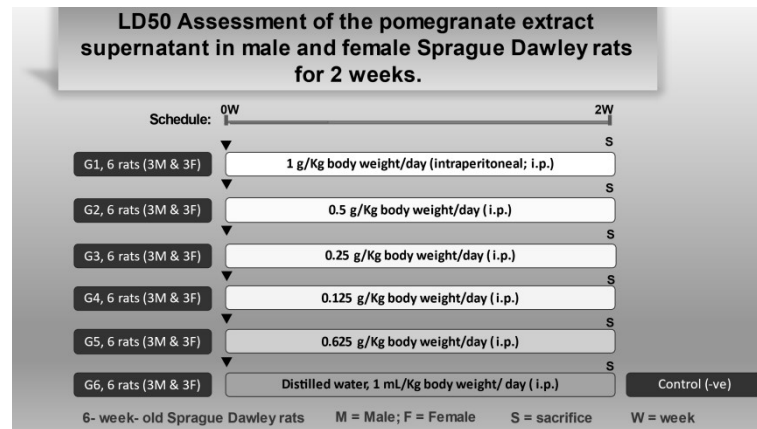 LD50 Assessment of the pomegranate extract
supernatant in male and female Sprague Dawley rats
for 2 weeks.
Schedule: 0W 2W
S
G1, 6 rats (3M & 3F) 1 g/Kg body weight/day (intraperitoneal; i.p.)
S
G2, 6 rats (3M & 3F) 0.5 g/Kg body weight/day (i.p.)
S
G3, 6 rats (3M & 3F) 0.25 g/Kg body weight/day (i.p.)
S
G4, 6 rats (3M & 3F) 0.125 g/Kg body weight/day (i.p.)
S
G5, 6 rats (3M & 3F) 0.625 g/Kg body weight/day (i.p.)
S
G6, 6 rats (3M & 3F) Distilled water, 1 mL/Kg body weight/ day (i.p.) Control (-ve)
6- week- old Sprague Dawley rats M = Male; F = Female S = sacrifice W = week